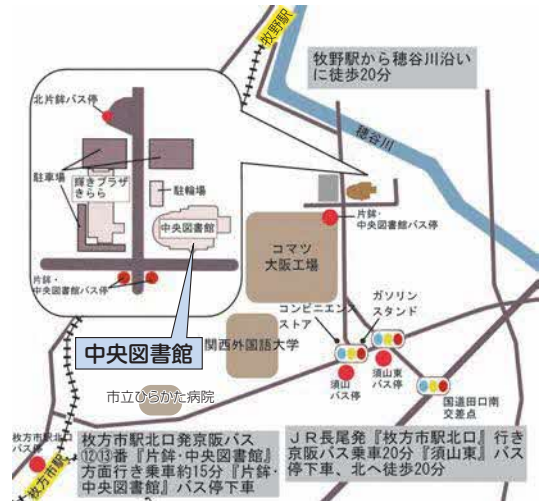 牧野駅
牧野駅から穂谷川沿い
に徒歩20分
穂谷川
北片鉾バス停
駐車場
輝きプラザ
きらら
駐輪場
中央図書館
片鉾・
中央図書館バス停
片鉾・
中央図書館バス停
コマツ
大阪工場
コンビニエンス
ストア
ガソリン
スタンド
中央図書館
関西外国語大学
須山
バス停
須山東
バス停
国道田口南
交差点
市立ひらかた病院
枚方市駅北口
バス停
枚方市駅
枚方市駅北口発京阪バス
⑫⑬番『片鉾・中央図書館』
方面行き乗車約15分『片鉾・
中央図書館』バス停下車
ＪＲ長尾発『枚方市駅北口』行き
京阪バス乗車20分『須山東』バス
停下車、北へ徒歩20分